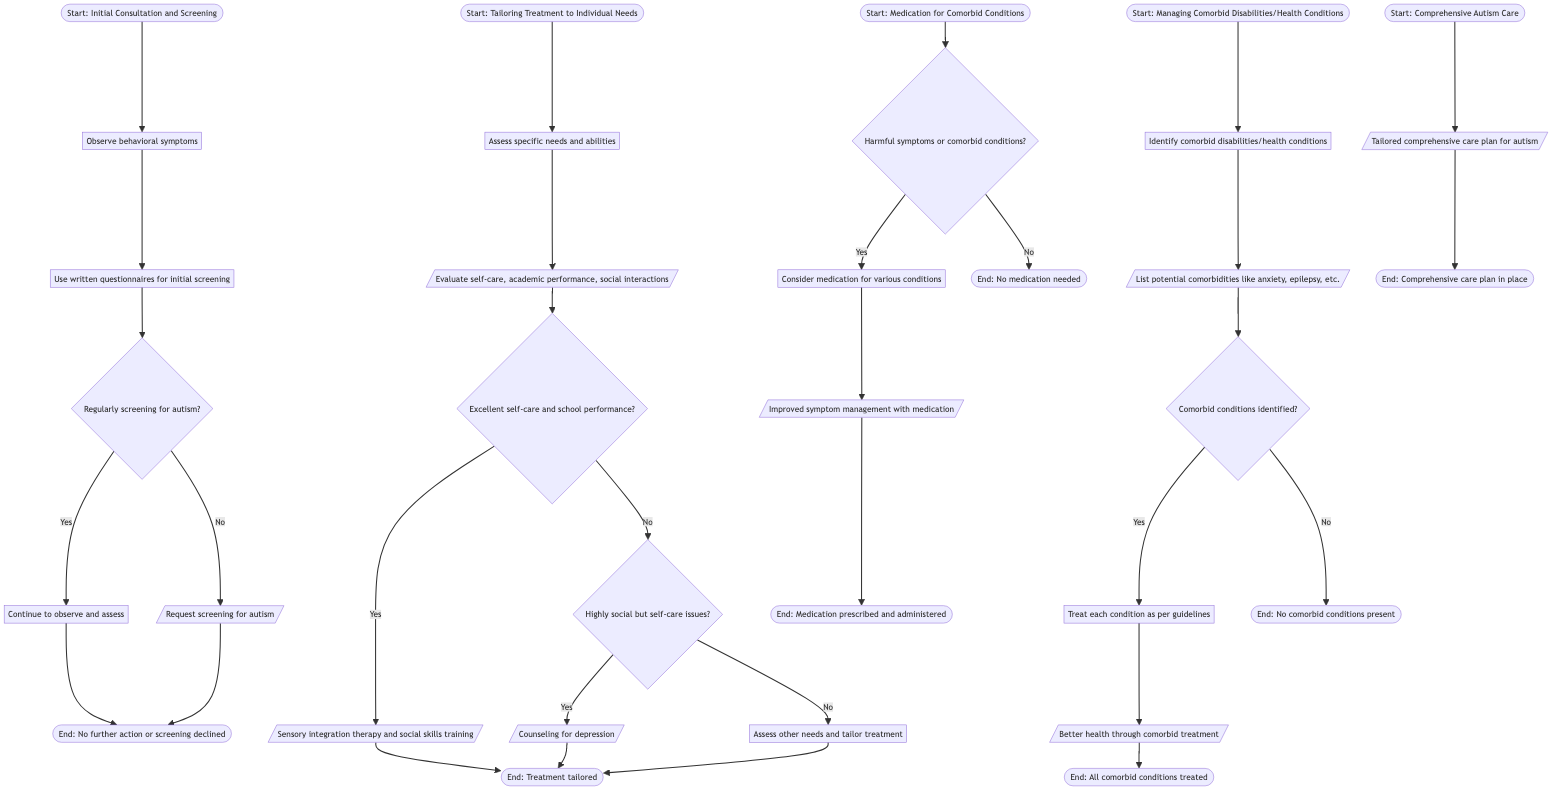 Start: Initial Consultation and Screening
Observe behavioral symptoms
Use written questionnaires for initial screening
Regularly screening for autism?
Yes
No
Continue to observe and assess
Request screening for autism
End: No further action or screening declined
Start: Tailoring Treatment to Individual Needs
Assess specific needs and abilities
Evaluate self-care, academic performance, social interactions
Excellent self-care and school performance?
Yes
No
Highly social but self-care issues?
Yes
No
Sensory integration therapy and social skills training
Counseling for depression
Assess other needs and tailor treatment
End: Treatment tailored
Start: Medication for Comorbid Conditions
Harmful symptoms or comorbid conditions?
Yes
No
Consider medication for various conditions
End: No medication needed
Improved symptom management with medication
End: Medication prescribed and administered
Start: Managing Comorbid Disabilities/Health Conditions
Identify comorbid disabilities/health conditions
List potential comorbidities like anxiety, epilepsy, etc.
Comorbid conditions identified?
Yes
No
Treat each condition as per guidelines
End: No comorbid conditions present
Better health through comorbid treatment
End: All comorbid conditions treated
Start: Comprehensive Autism Care
Tailored comprehensive care plan for autism
End: Comprehensive care plan in place